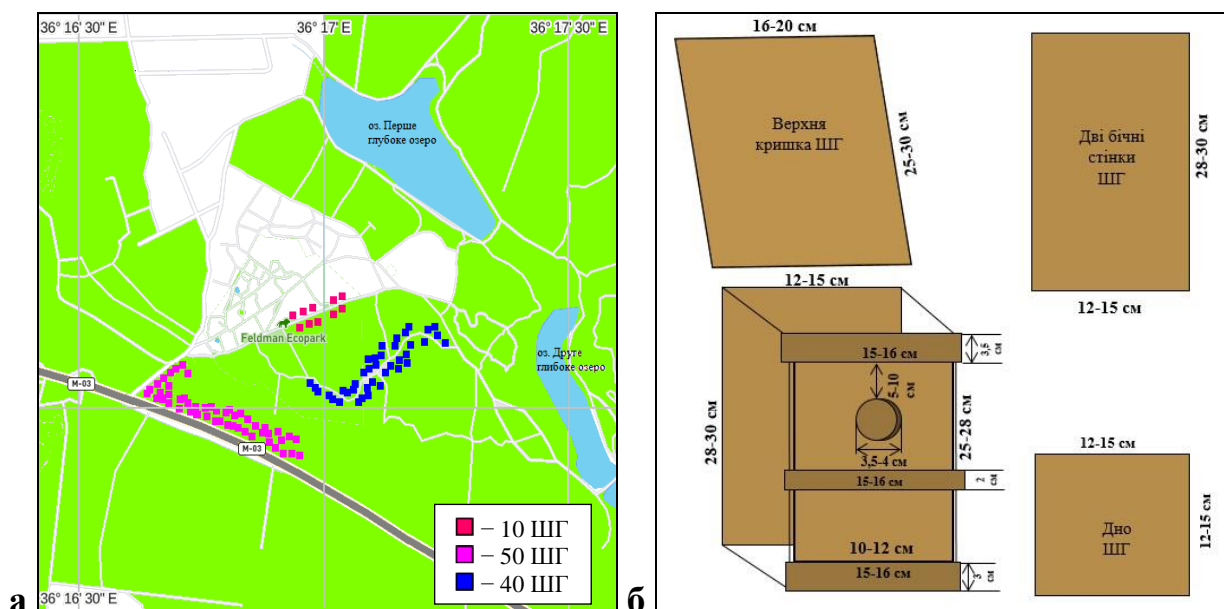 36° 16' 30" E
36° 17' E
36° 17' 30" E
оз. Перше
глубоке озеро
Feldman Ecopark
оз. Друге
глибоке озеро
М-03
М-03
– 10 ШГ
– 50 ШГ
– 40 ШГ
36° 16' 30" E
а
16-20 см
Верхня
кришка ШГ
25-30 см
12-15 см
Дві бічні
стінки
ШГ
28-30 см
12-15 см
15-16 см
3,5
см
5-10
см
28-30 см
25-28 см
3,5-4 см
15-16 см
2
см
10-12 см
15-16 см
3
см
12-15 см
Дно
ШГ
12-15 см
б